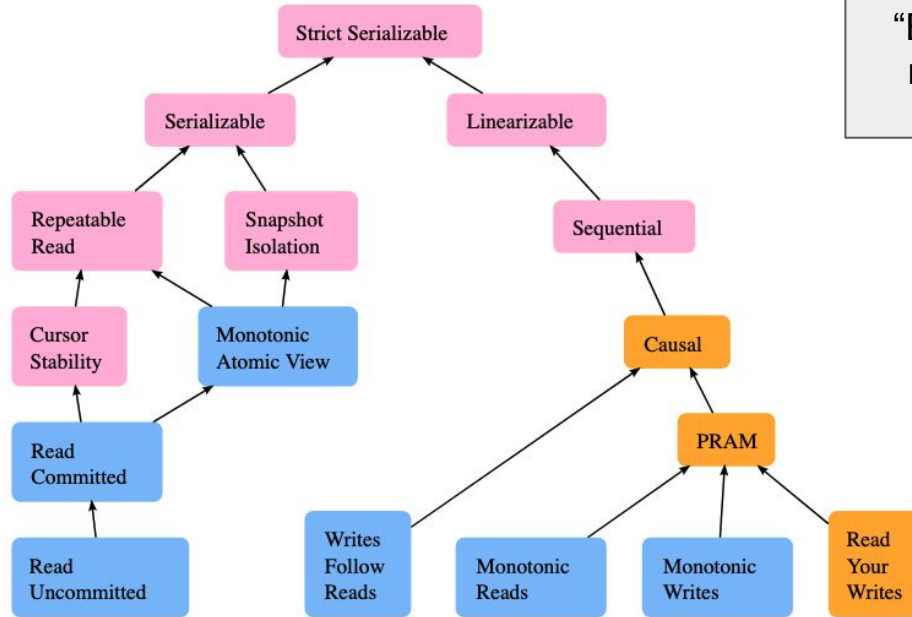 Strict Serializable
Serializable
Linearizable
Repeatable
Read
Snapshot
Isolation
Sequential
Cursor
Stability
Monotonic
Atomic View
Causal
Read
Committed
PRAM
Read
Uncommitted
Writes
Follow
Reads
Monotonic
Reads
Monotonic
Writes
Read
Your
Writes